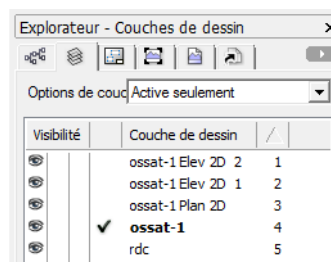 Explorateur - Couches de dessin
Options de couc Active seulement
Visibilité Couche de dessin
ossat-1 Elev 2D 2 1
ossat-1 Elev 2D 1 2
ossat-1 Plan 2D 3
ossat-1 4
rdc 5